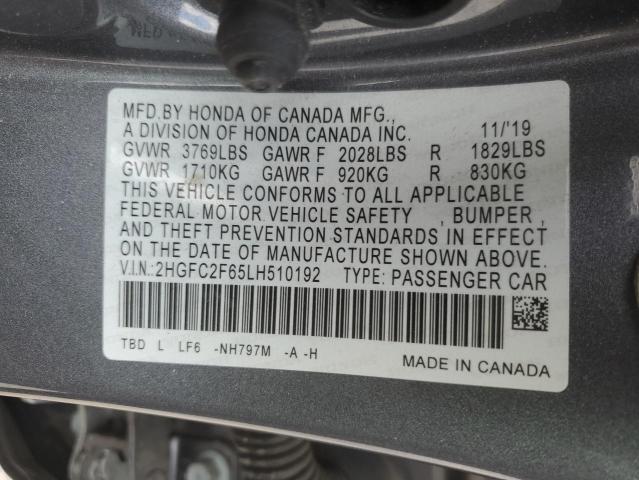 MFD.BY HONDA OF CANADA MFG.,
A DIVISION OF HONDA CANADA INC. 11/'19
GVWR 3769LBS GAWR F 2028LBS R 1829LBS
GVWR 1710KG GAWR F 920KG R 830KG
THIS VEHICLE CONFORMS TO ALL APPLICABLE
FEDERAL MOTOR VEHICLE SAFETY , BUMPER ,
AND THEFT PREVENTION STANDARDS IN EFFECT
ON THE DATE OF MANUFACTURE SHOWN ABOVE.
V.I.N.:2HGFC2F65LH510192 TYPE: PASSENGER CAR
TBD L LF6 -NH797M -A -H
MADE IN CANADA